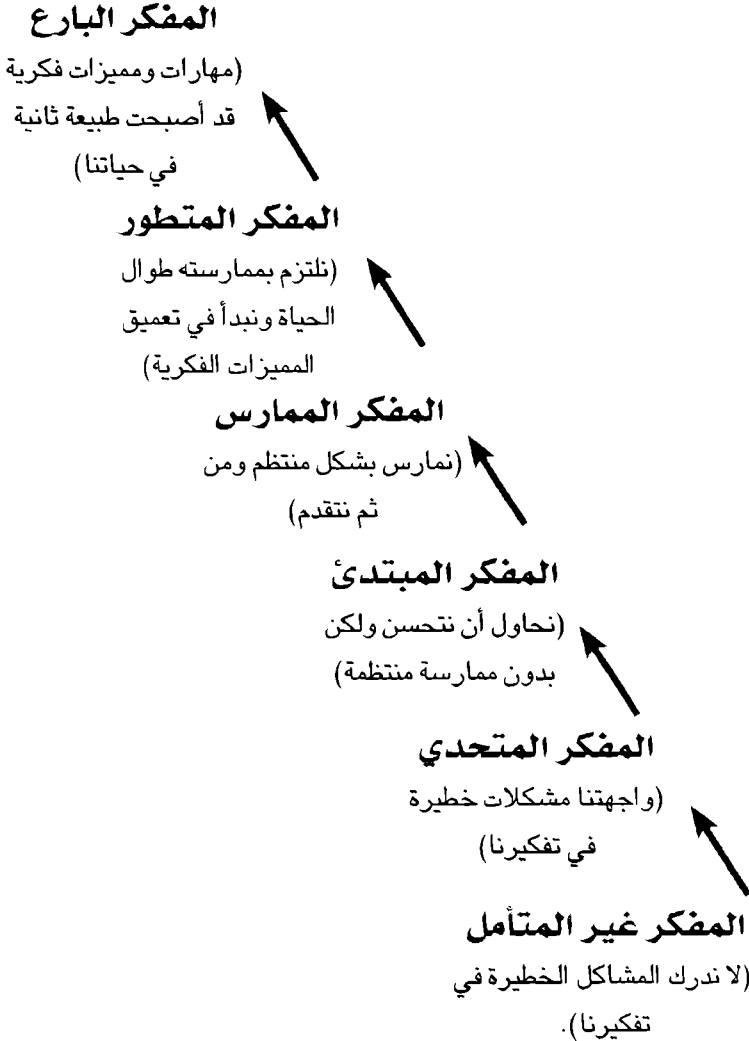 المفكر البارع
(مهارات ومميزات فكرية
قد أصبحت طبيعة ثانية
في حياتنا)
المفكر المتطور
(نلتزم بممارسته طوال
الحياة ونبدأ في تعميق
المميزات الفكرية)
المفكر الممارس
(نمارس بشكل منتظم ومن
ثم نتقدم)
المفكر المبتدئ
(نحاول أن نتحسن ولكن
بدون ممارسة منتظمة)
المفكر المتحدي
(واجهتنا مشكلات خطيرة
في تفكيرنا)
المفكر غير المتأمل
(لا ندرك المشاكل الخطيرة في
تفكيرنا).